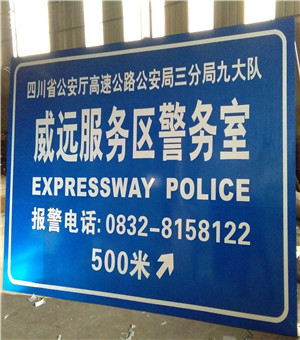 四川省公安厅高速公路公安局三分局九大队
威远服务区警务室
EXPRESSWAY POLICE
报警电话:0832-8158122
500米↗